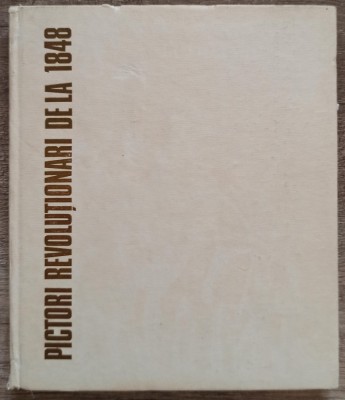 PICTORI REVOLUȚIONARI DE LA 1848